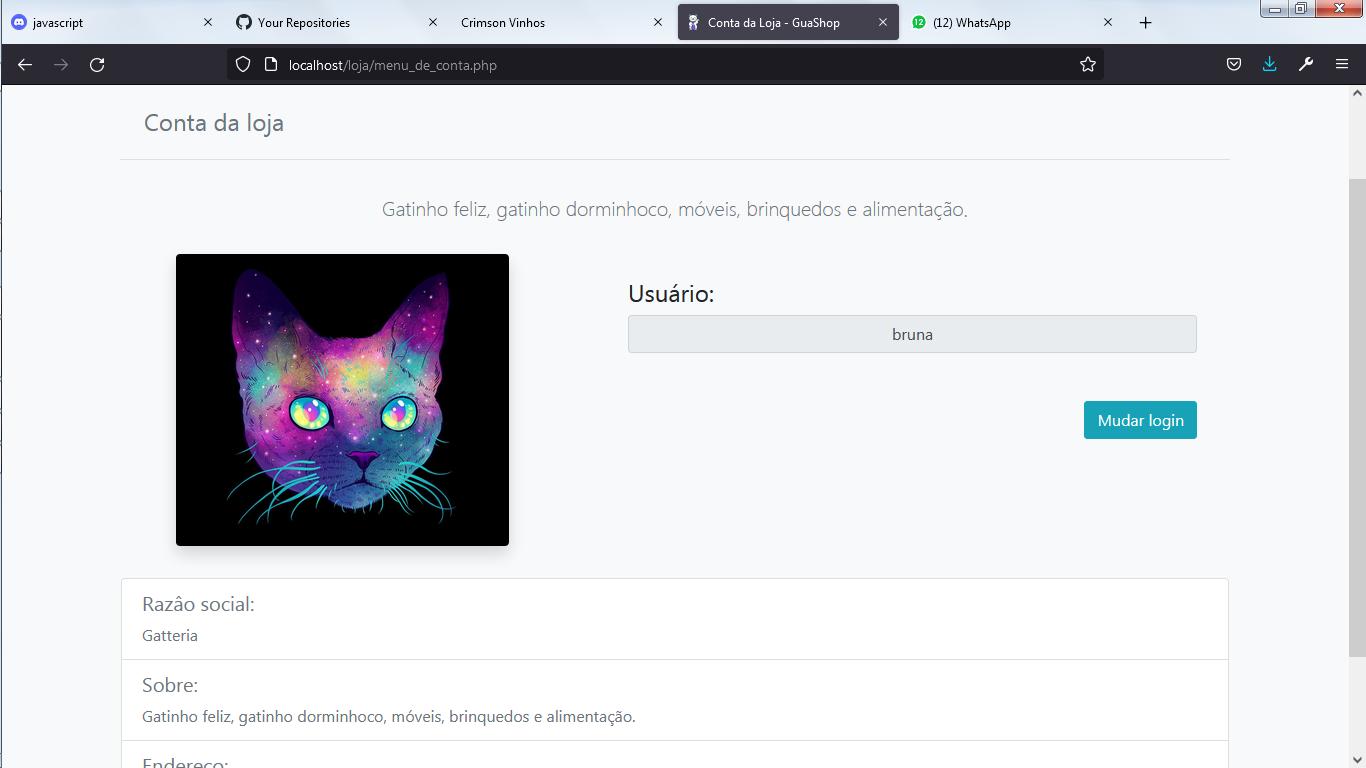 javascript
Your Repositories
Crimson Vinhos
Conta da Loja - GuaShop
12
(12) WhatsApp
localhost/loja/menu_de_conta.php
Conta da loja
Gatinho feliz, gatinho dorminhoco, móveis, brinquedos e alimentação.
Usuário:
bruna
Mudar login
Razâo social:
Gatteria
Sobre:
Gatinho feliz, gatinho dorminhoco, móveis, brinquedos e alimentação.
Endereço: